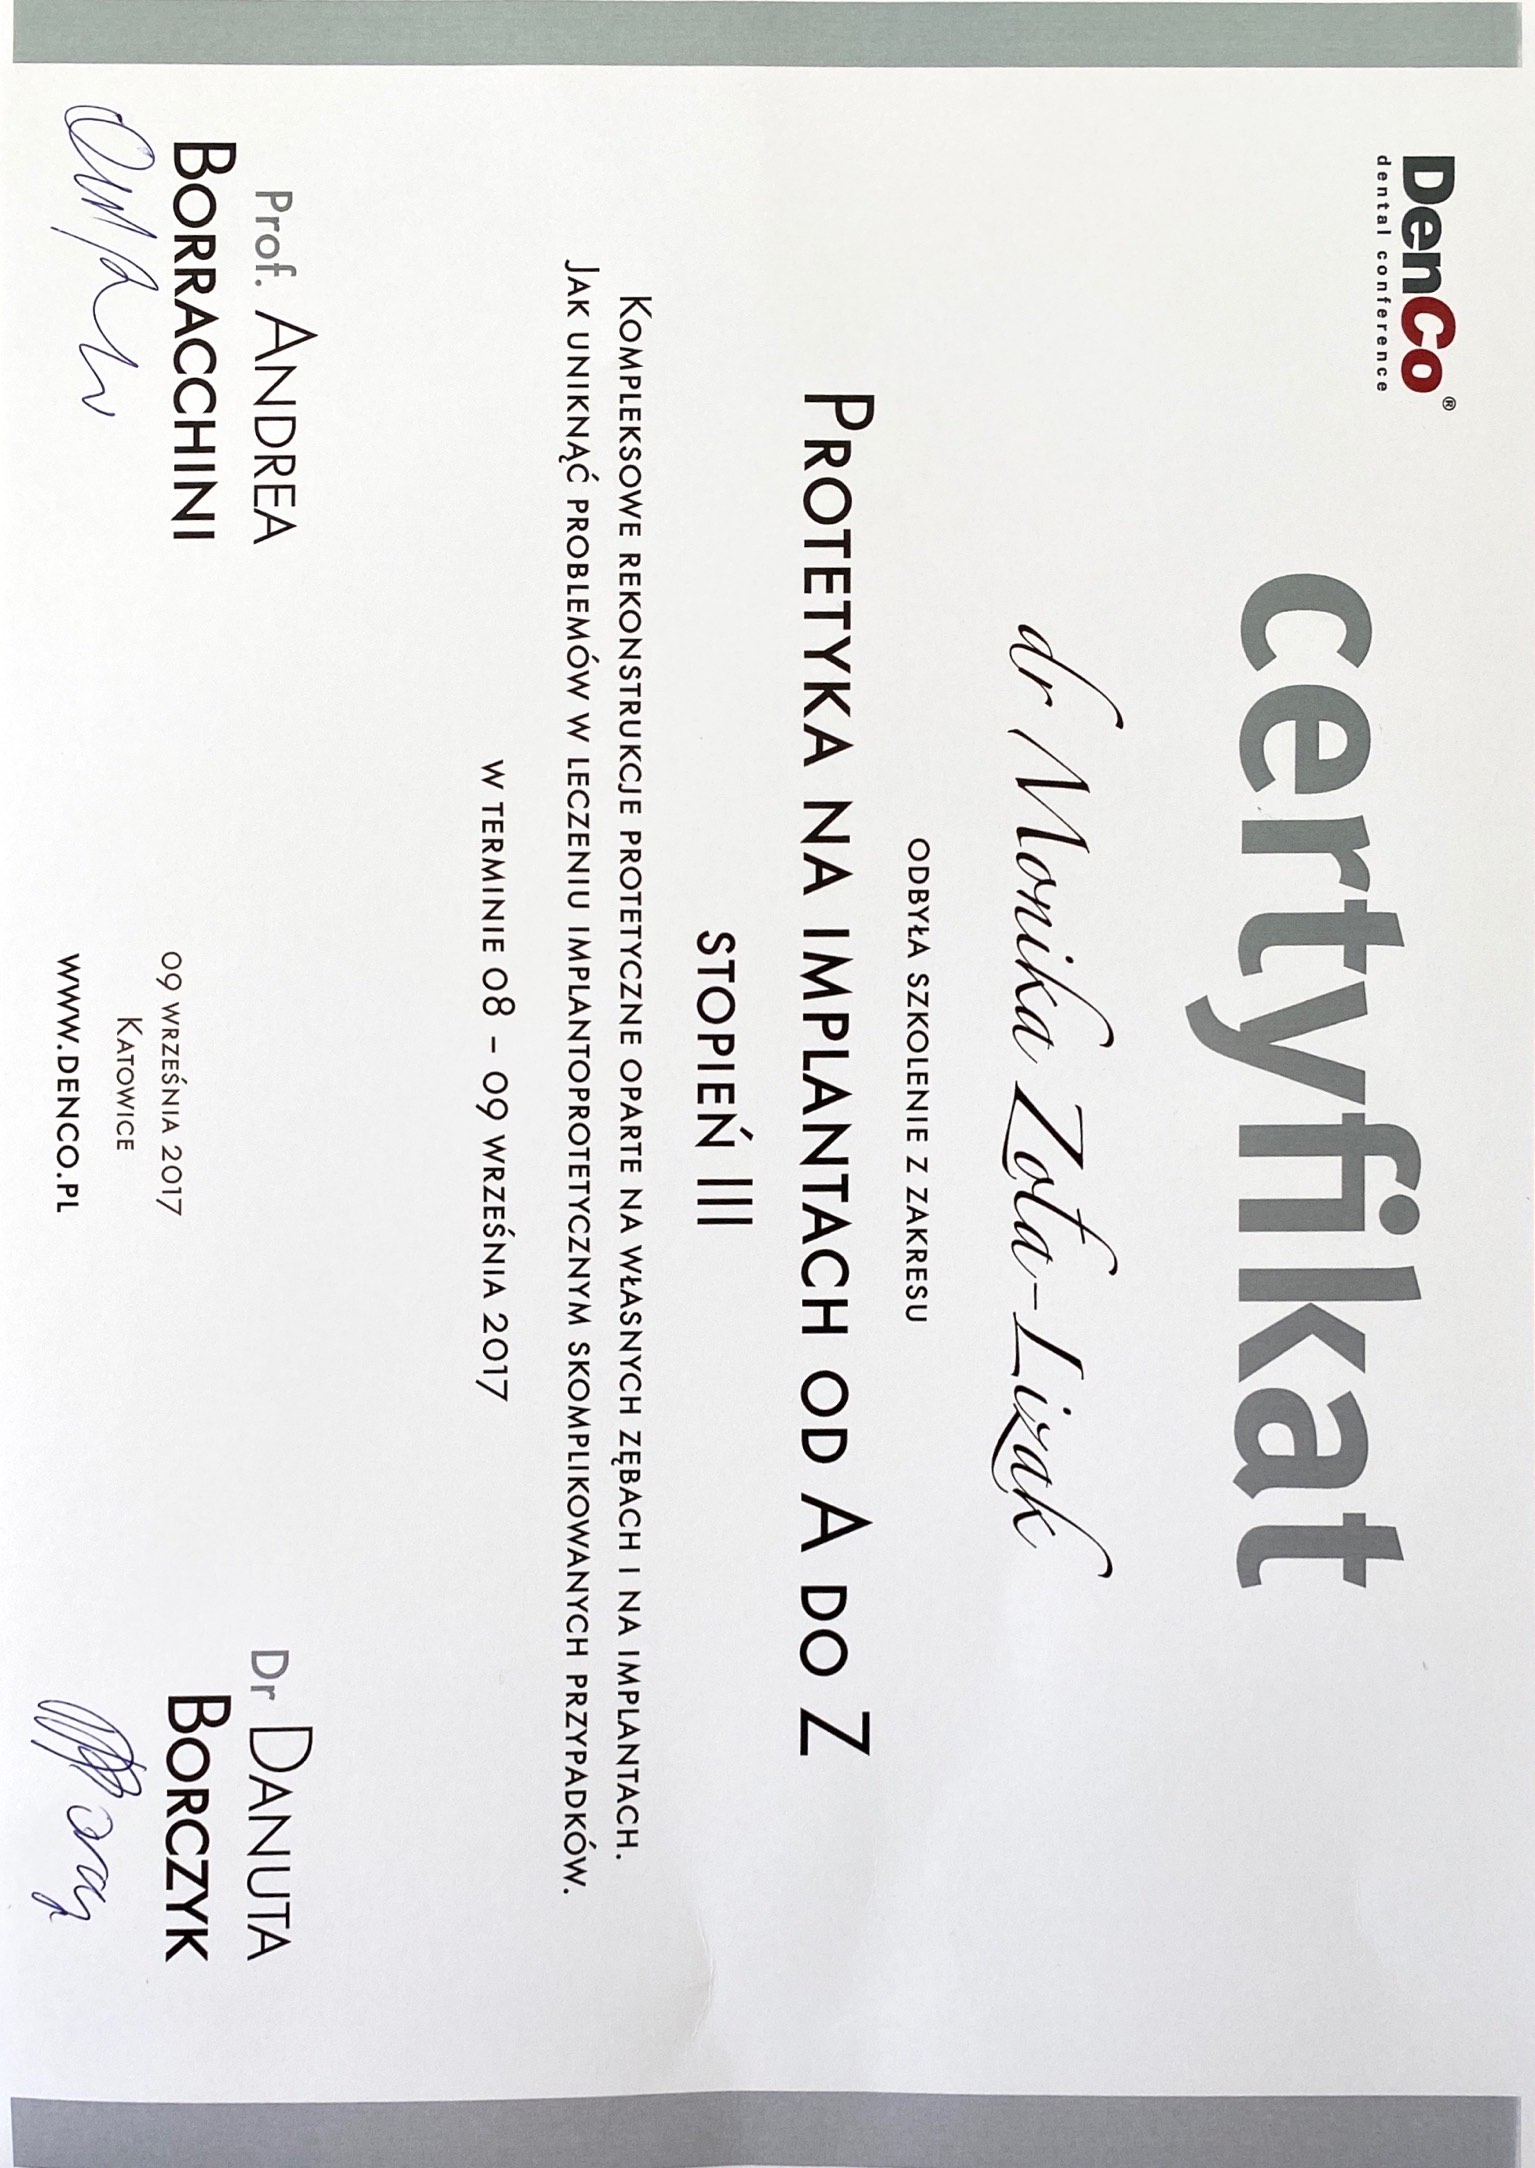 DenCo®
dental conference
certyfikat
dr Monika Zoła-Lizak
ODBYŁA SZKOLENIE Z ZAKRESU
PROTETYKA NA IMPLANTACH OD A DO Z
STOPIEŃ III
KOMPLEKSOWE REKONSTRUKCJE PROTETYCZNE OPARTE NA WŁASNYCH ZĘBACH I NA IMPLANTACH.
JAK UNIKNĄĆ PROBLEMÓW W LECZENIU IMPLANTOPROTETYCZNYM SKOMPLIKOWANYCH PRZYPADKÓW.
W TERMINIE 08 – 09 WRZEŚNIA 2017
Prof. ANDREA
BORRACCHINI
Dr DANUTA
BORCZYK
09 WRZEŚNIA 2017
KATOWICE
WWW.DENCO.PL